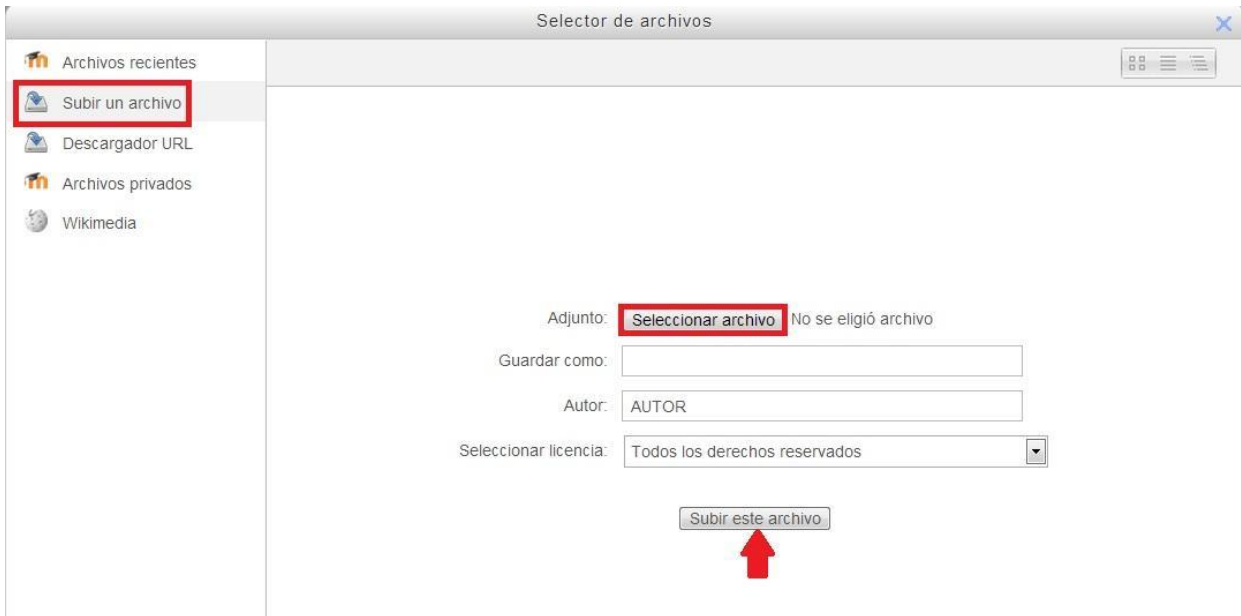 Selector de archivos
Archivos recientes
Subir un archivo
Descargador URL
Archivos privados
Wikimedia
Adjunto: Seleccionar archivo No se eligió archivo
Guardar como:
Autor: AUTOR
Seleccionar licencia: Todos los derechos reservados
Subir este archivo